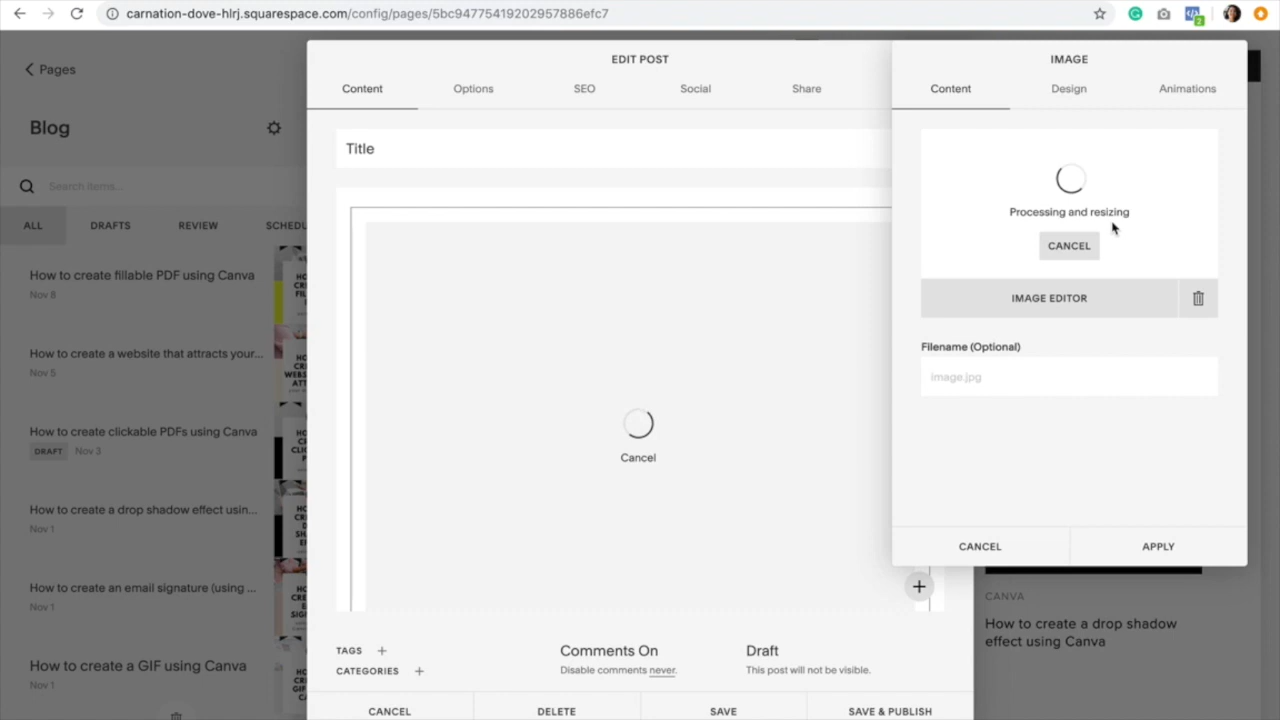 carnation-dove-hlrj.squarespace.com/config/pages/5bc94775419202957886efc7
2
Pages
Blog
Search items...
ALL
DRAFTS
REVIEW
SCHEDU
How to create fillable PDF using Canva
Nov 8
How to create a website that attracts your...
Nov 5
How to create clickable PDFs using Canva
DRAFT
Nov 3
How to create a drop shadow effect usin...
Nov 1
How to create an email signature (using ...
Nov 1
How to create a GIF using Canva
Nov 1
EDIT POST
Content
Options
SEO
Social
Share
Title
Cancel
TAGS +
CATEGORIES +
Comments On
Disable comments never.
Draft
This post will not be visible.
CANCEL
DELETE
SAVE
SAVE & PUBLISH
IMAGE
Content
Design
Animations
Processing and resizing
CANCEL
IMAGE EDITOR
Filename (Optional)
image.jpg
CANCEL
APPLY
CANVA
How to create a drop shadow
effect using Canva